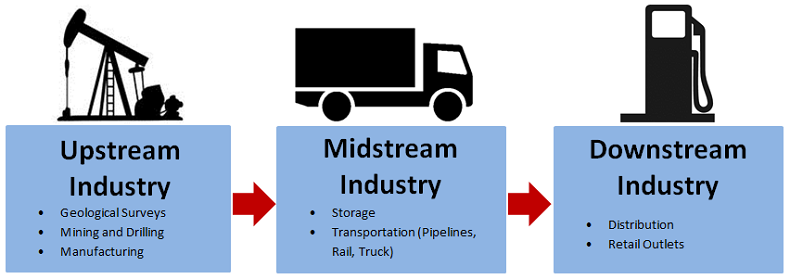 Upstream
Industry
• Geological Surveys
• Mining and Drilling
• Manufacturing
Midstream
Industry
• Storage
• Transportation (Pipelines,
Rail, Truck)
Downstream
Industry
• Distribution
• Retail Outlets